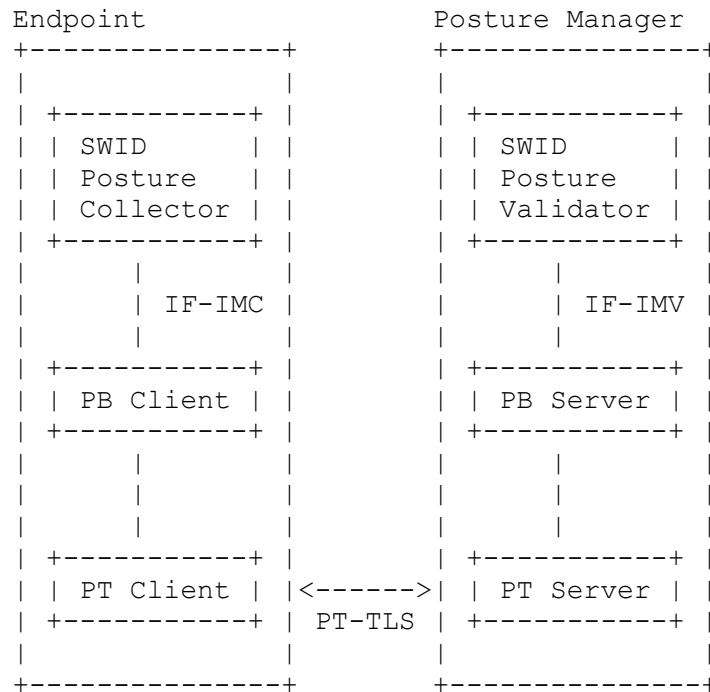 Endpoint Posture Manager
SWID SWID
Posture Posture
Collector Validator
IF-IMC IF-IMV
PB Client PB Server
PT Client <------> PT Server
PT-TLS